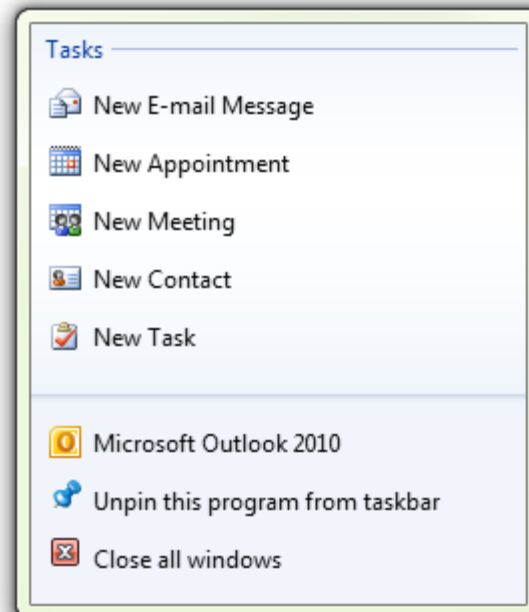 Tasks
New E-mail Message
New Appointment
New Meeting
New Contact
New Task
Microsoft Outlook 2010
Unpin this program from taskbar
Close all windows